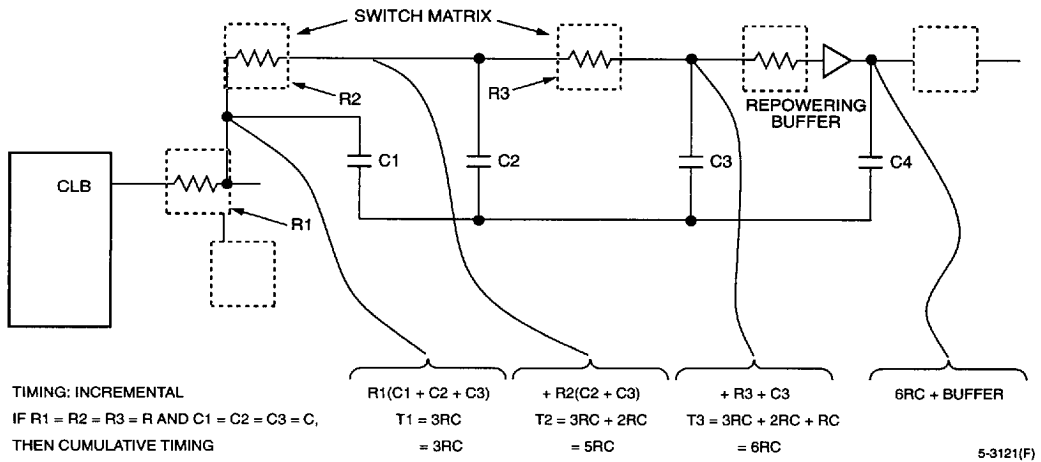 SWITCH MATRIX
R2
R3
REPOWERING
BUFFER
CLB
C1
C2
C3
C4
R1
R1(C1 + C2 + C3)
+ R2(C2 + C3)
+ R3 + C3
6RC + BUFFER
TIMING: INCREMENTAL
IF R1 = R2 = R3 = R AND C1 = C2 = C3 = C,
THEN CUMULATIVE TIMING
T1 = 3RC
= 3RC
T2 = 3RC + 2RC
= 5RC
T3 = 3RC + 2RC + RC
= 6RC
5-3121(F)